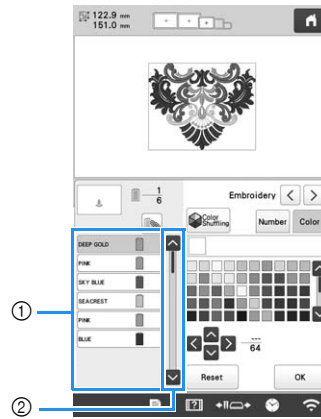 122.9 mm
151.0 mm
1
6
Embroidery
Color
Shuffling
Number
Color
DEEP GOLD
PINK
SKY BLUE
SEACREST
PINK
BLUE
---
64
Reset
OK
①
②